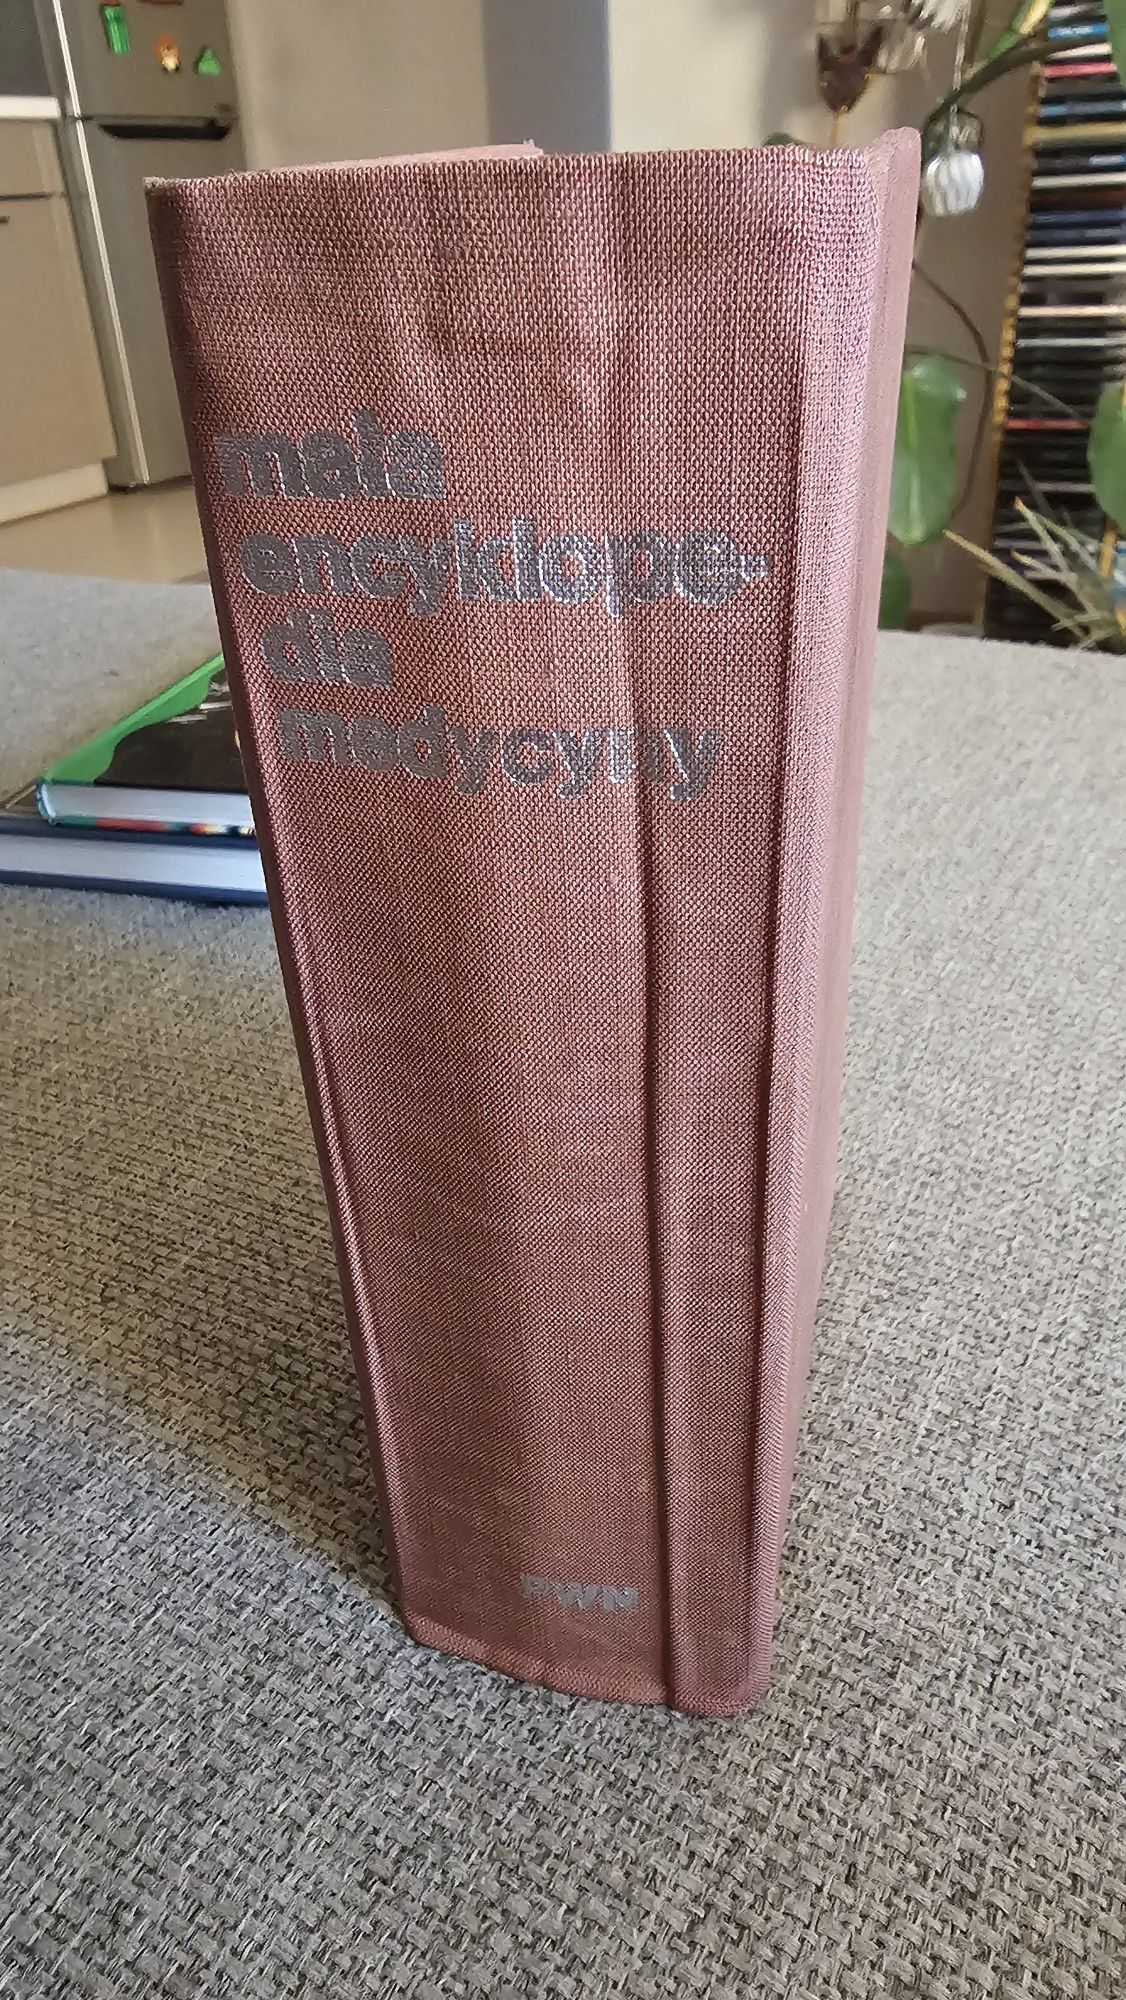 mała
encyklope-
dia
medycyny
PWN